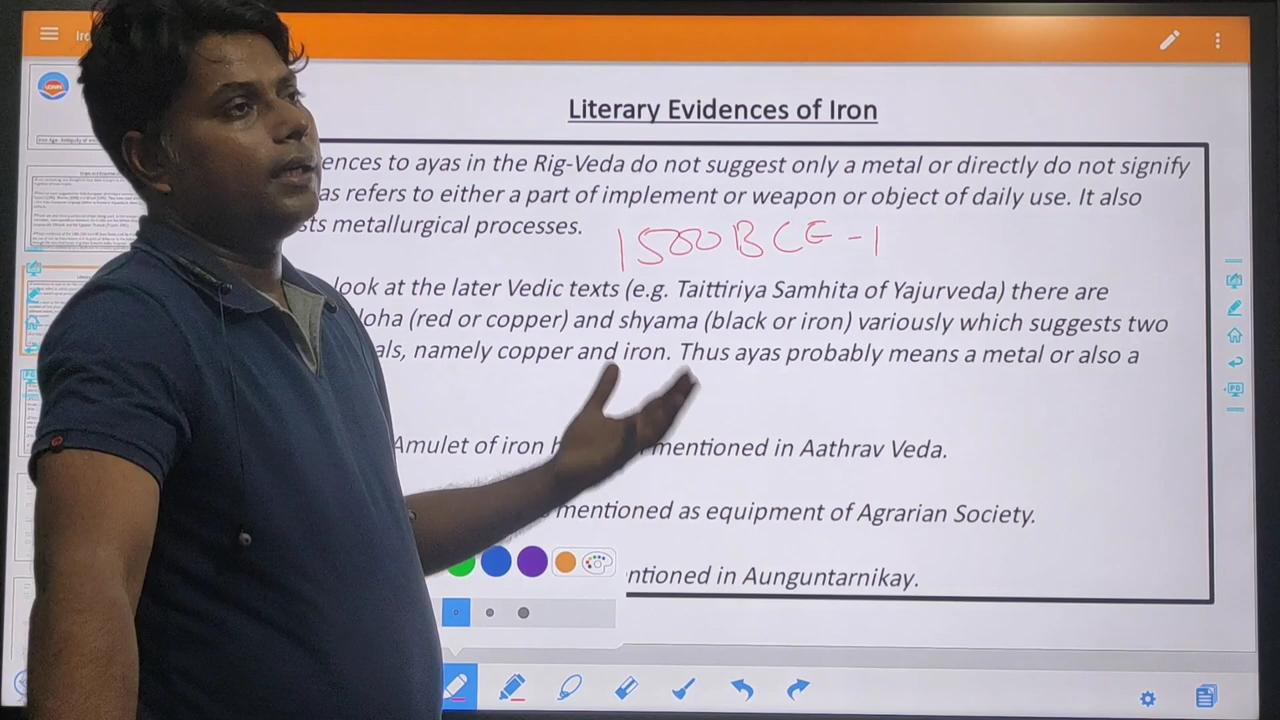 Iro
Literary Evidences of Iron
ences to ayas in the Rig-Veda do not suggest only a metal or directly do not signify
as refers to either a part of implement or weapon or object of daily use. It also
sts metallurgical processes.
1500 BCE - 1
look at the later Vedic texts (e.g. Taittiriya Samhita of Yajurveda) there are
loha (red or copper) and shyama (black or iron) variously which suggests two
als, namely copper and iron. Thus ayas probably means a metal or also a
Amulet of iron h mentioned in Aathrav Veda.
mentioned as equipment of Agrarian Society.
ntioned in Aunguntarnikay.